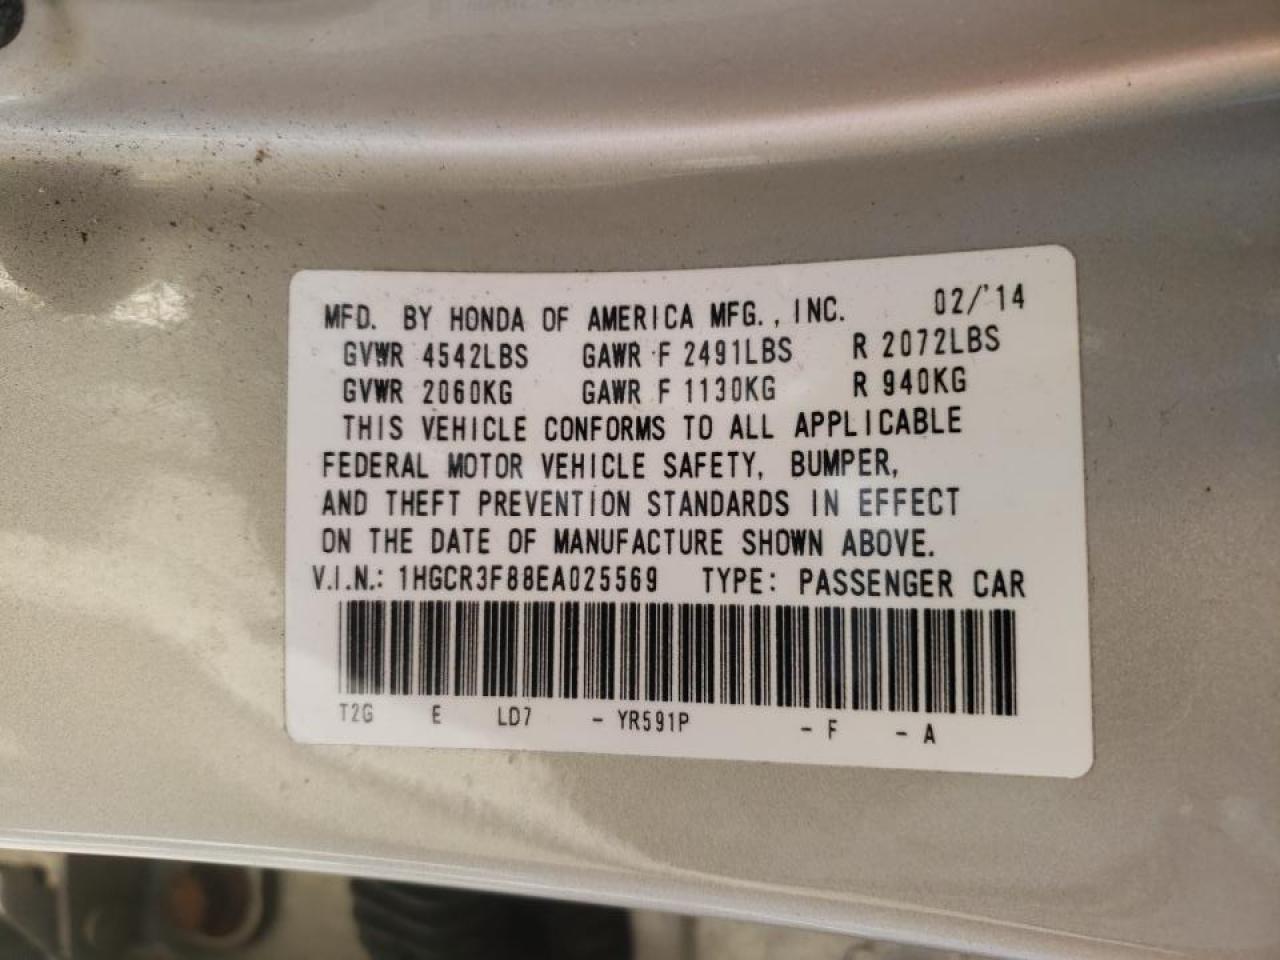 MFD. BY HONDA OF AMERICA MFG., INC. 02/'14
GVWR 4542LBS GAWR F 2491LBS R 2072LBS
GVWR 2060KG GAWR F 1130KG R 940KG
THIS VEHICLE CONFORMS TO ALL APPLICABLE
FEDERAL MOTOR VEHICLE SAFETY, BUMPER,
AND THEFT PREVENTION STANDARDS IN EFFECT
ON THE DATE OF MANUFACTURE SHOWN ABOVE.
V.I.N.: 1HGCR3F88EA025569 TYPE: PASSENGER CAR
T2G E LD7 - YR591P - F - A